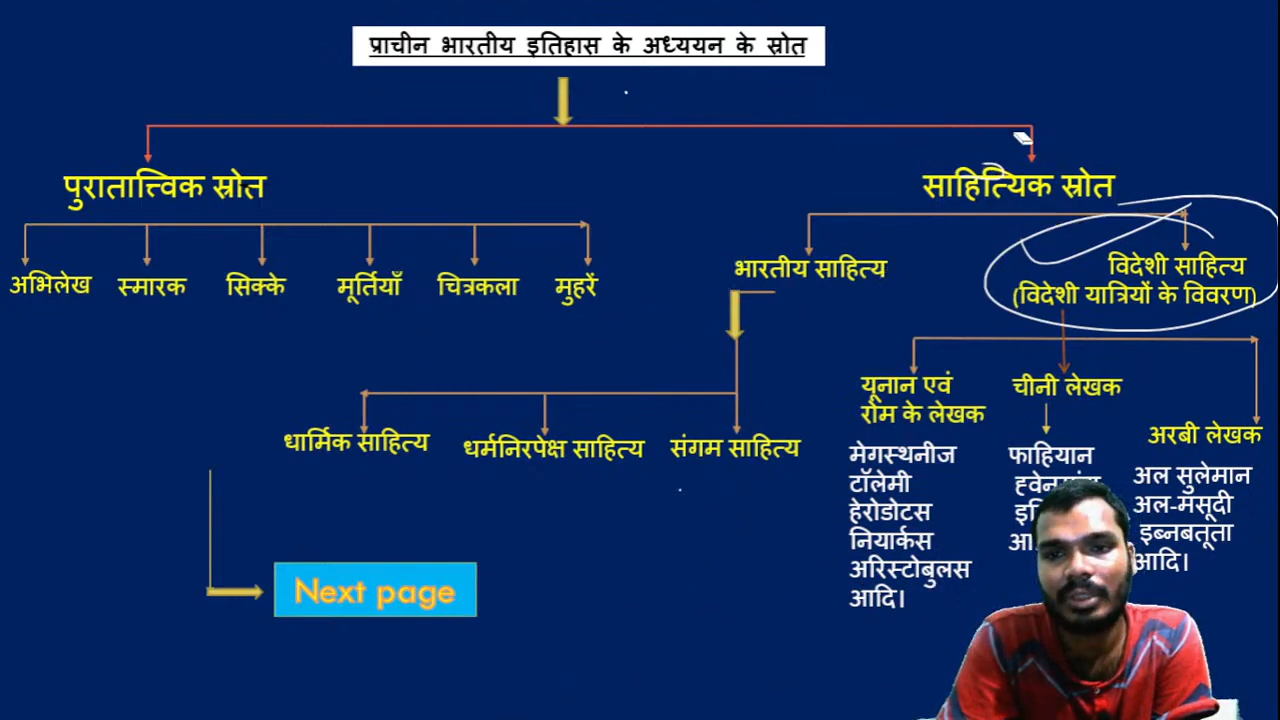 प्राचीन भारतीय इतिहास के अध्ययन के स्रोत
पुरातात्त्विक स्रोत
साहित्यिक स्रोत
अभिलेख
स्मारक
सिक्के
मूर्तियाँ
चित्रकला
मुहरें
भारतीय साहित्य
विदेशी साहित्य
(विदेशी यात्रियों के विवरण)
धार्मिक साहित्य
धर्मनिरपेक्ष साहित्य
संगम साहित्य
यूनान एवं
रोम के लेखक
मेगस्थनीज
टॉलेमी
हेरोडोटस
नियार्कस
अरिस्टोबुलस
आदि।
चीनी लेखक
फाहियान
अरबी लेखक
अल सुलेमान
अल-मसूदी
इब्नबतूता
आदि।
Next page